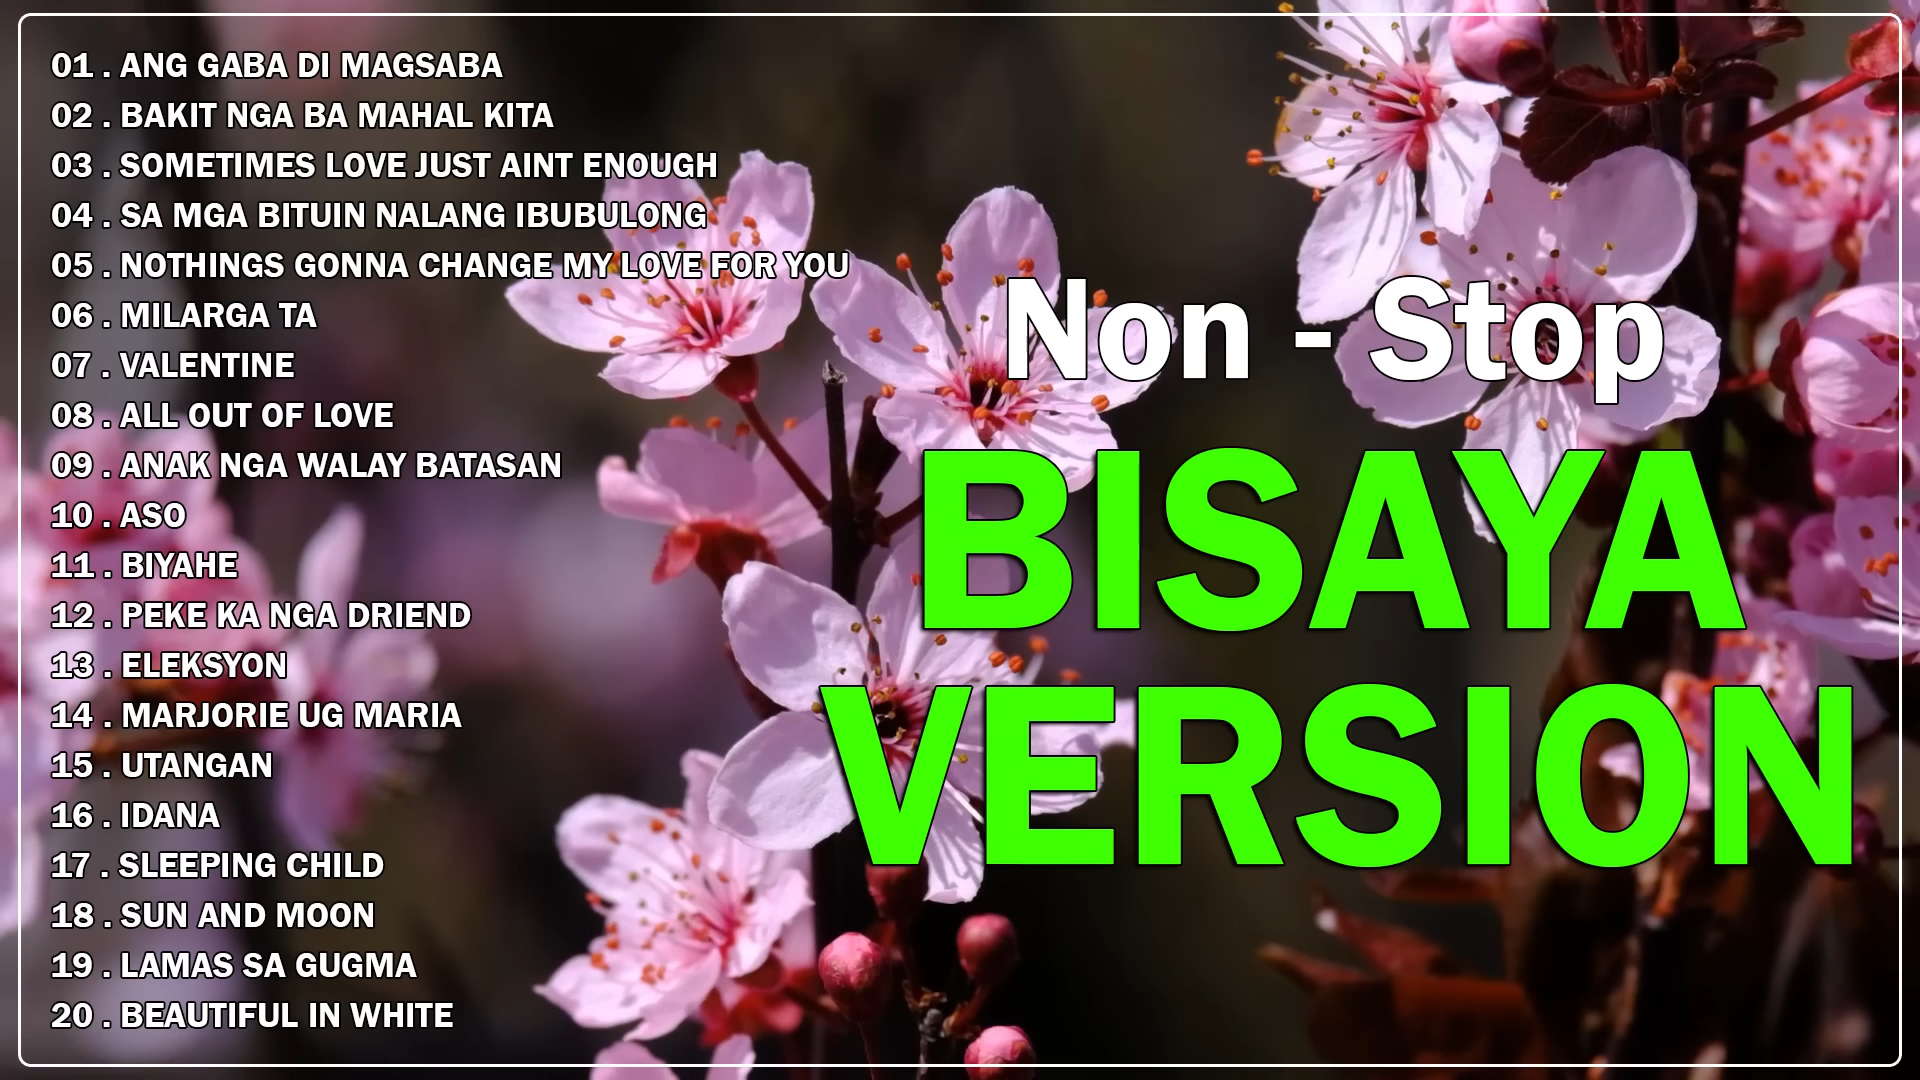 01 . ANG GABA DI MAGSABA
02 . BAKIT NGA BA MAHAL KITA
03 . SOMETIMES LOVE JUST AINT ENOUGH
04 . SA MGA BITUIN NALANG IBUBULONG
05 . NOTHINGS GONNA CHANGE MY LOVE FOR YOU
06 . MILARGA TA
07 . VALENTINE
08 . ALL OUT OF LOVE
09 . ANAK NGA WALAY BATASAN
10 . ASO
11 . BIYAHE
12 . PEKE KA NGA DRIEND
13 . ELEKSYON
14 . MARJORIE UG MARIA
15 . UTANGAN
16 . IDANA
17 . SLEEPING CHILD
18 . SUN AND MOON
19 . LAMAS SA GUGMA
20 . BEAUTIFUL IN WHITE
Non - Stop
BISAYA
VERSION